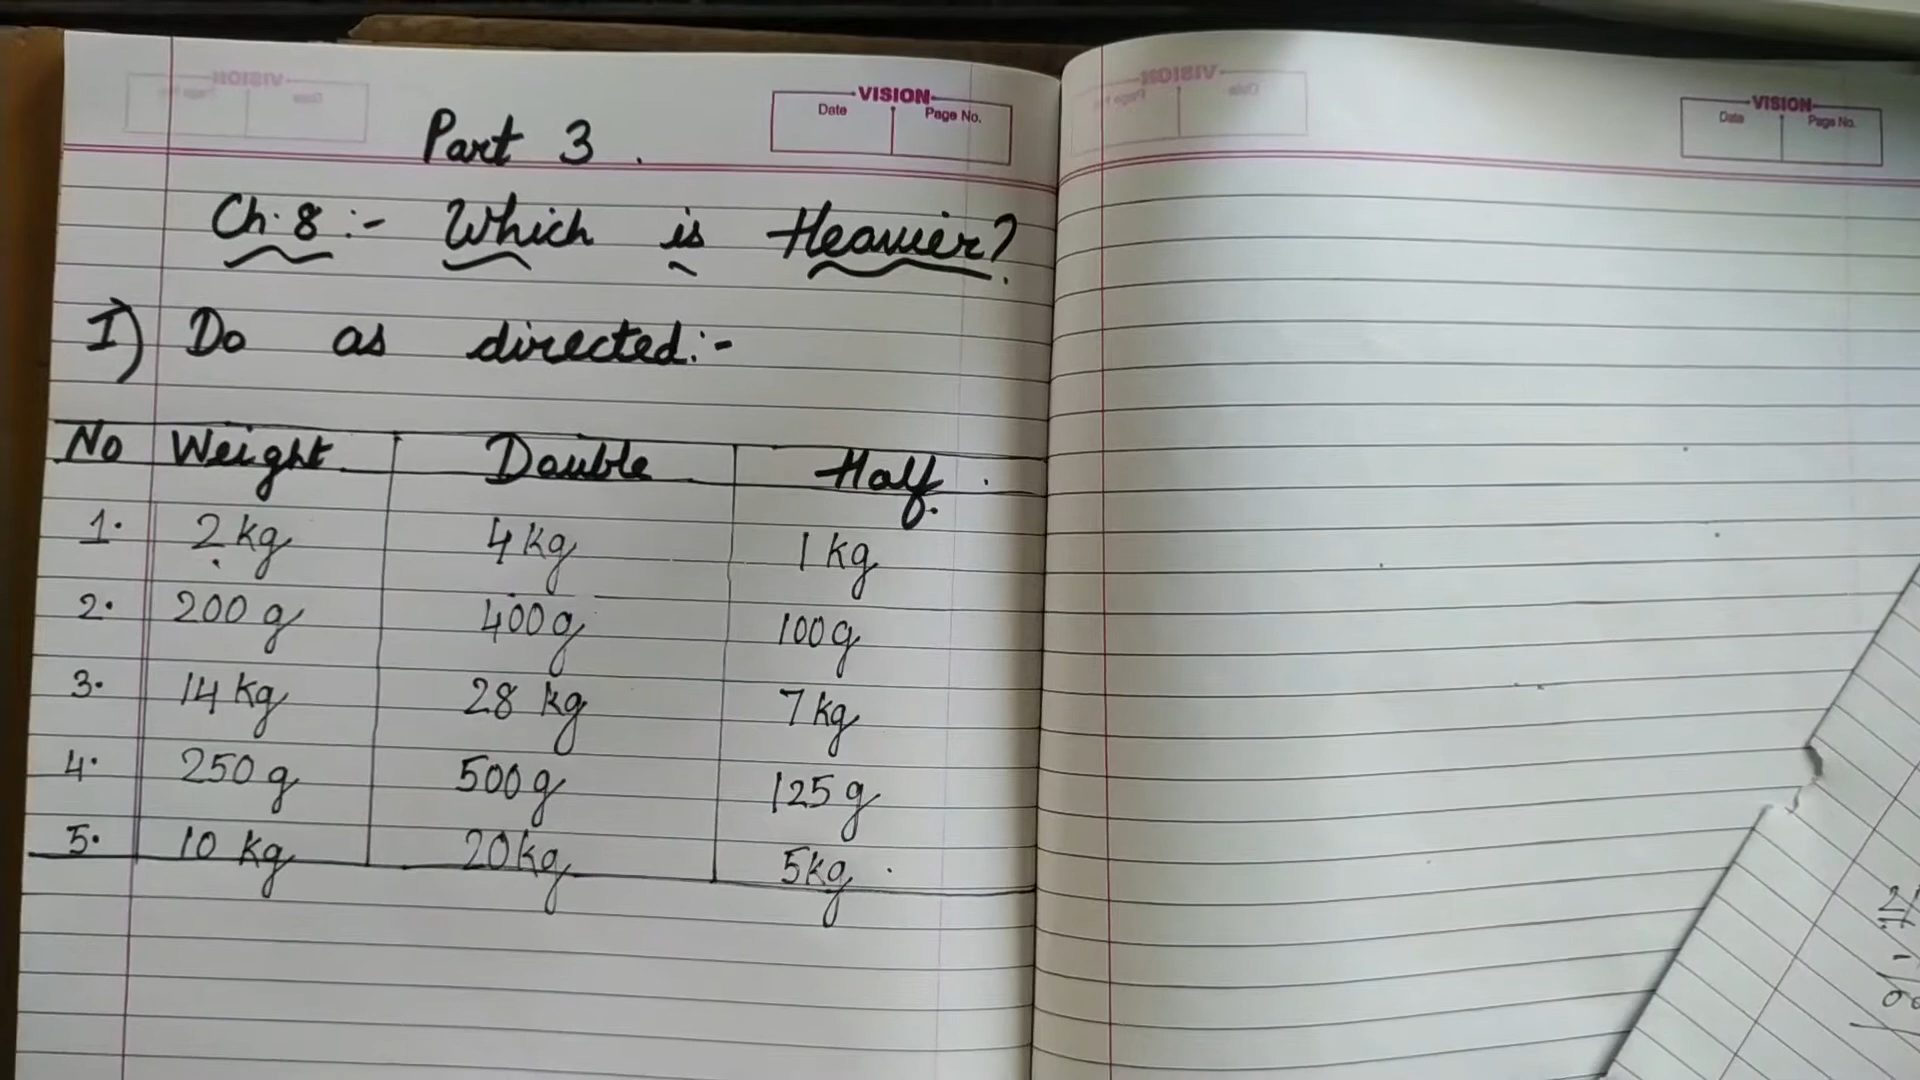 VISION
Date Page No.
VISION
Date Page No.
Part 3.
Ch. 8 :- Which is Heavier?
I) Do as directed:-
No Weight Double Half.
1. 2 kg 4 kg 1 kg
2. 200 g 400 g 100 g
3. 14 kg 28 kg 7 kg
4. 250 g 500 g 125 g
5. 10 kg 20 kg 5 kg